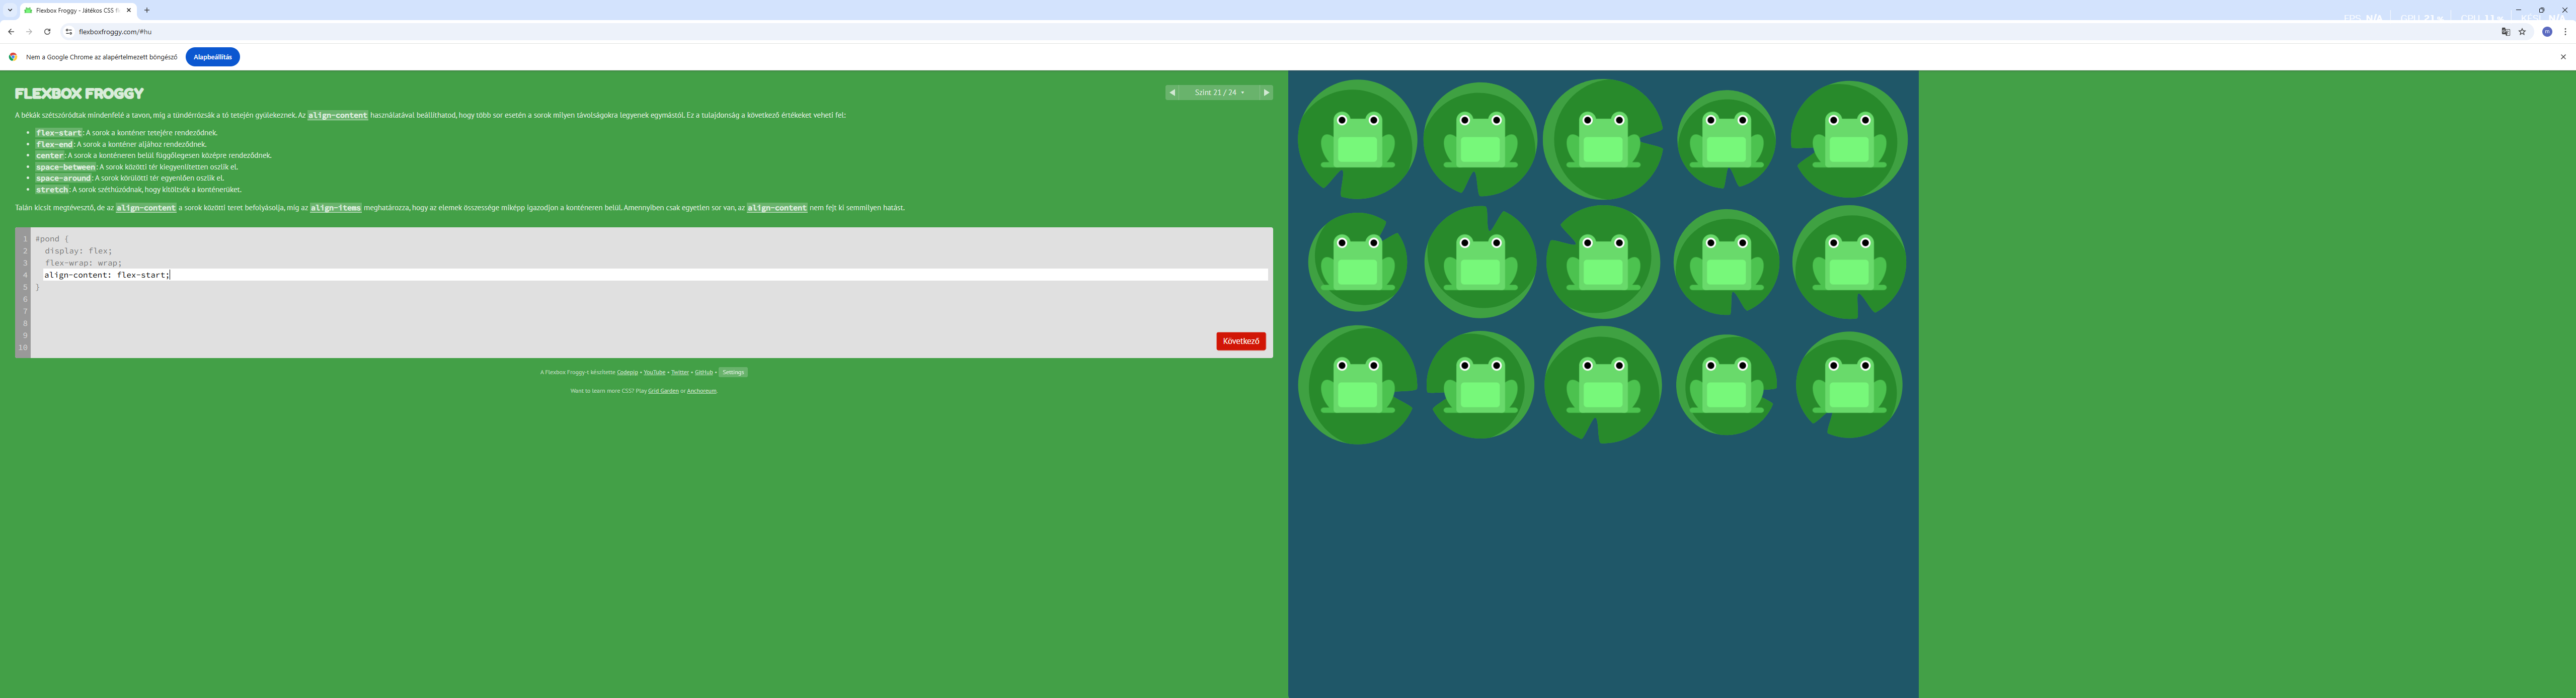 Flexbox Froggy - Játékos CSS f
flexboxfroggy.com/#hu
Nem a Google Chrome az alapértelmezett böngésző
Alapbeállítás
FLEXBOX FROGGY
Szint 21 / 24
A békák szétszóródtak mindenfelé a tavon, míg a tündérrózsák a tó tetején gyülekeznek. Az align-content használatával beállíthatod, hogy több sor esetén a sorok milyen távolságokra legyenek egymástól. Ez a tulajdonság a következő értékeket veheti fel:
flex-start: A sorok a konténer tetejére rendeződnek.
flex-end: A sorok a konténer aljához rendeződnek.
center: A sorok a konténeren belül függőlegesen középre rendeződnek.
space-between: A sorok közötti tér kiegyenlítetten oszlik el.
space-around: A sorok körülötti tér egyenlően oszlik el.
stretch: A sorok széthúzódnak, hogy kitöltsék a konténerüket.
Talán kicsit megtévesztő, de az align-content a sorok közötti teret befolyásolja, míg az align-items meghatározza, hogy az elemek összessége miképp igazodjon a konténeren belül. Amennyiben csak egyetlen sor van, az align-content nem fejt ki semmilyen hatást.
1 #pond {
2 display: flex;
3 flex-wrap: wrap;
4 align-content: flex-start;
5 }
6
7
8
9
10
Következő
A Flexbox Froggy-t készítette Codepip • YouTube • Twitter • GitHub • Settings
Want to learn more CSS? Play Grid Garden or Anchoreum.